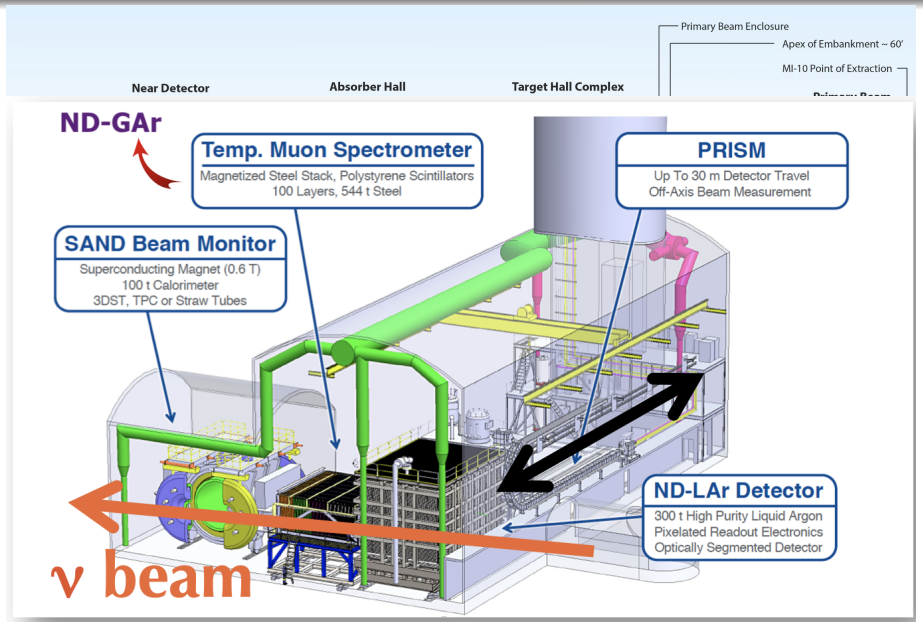 Primary Beam Enclosure
Apex of Embankment ~ 60'
MI-10 Point of Extraction
Near Detector
Absorber Hall
Target Hall Complex
Primary Beam
ND-GAr
Temp. Muon Spectrometer
Magnetized Steel Stack, Polystyrene Scintillators
100 Layers, 544 t Steel
PRISM
Up To 30 m Detector Travel
Off-Axis Beam Measurement
SAND Beam Monitor
Superconducting Magnet (0.6 T)
100 t Calorimeter
3DST, TPC or Straw Tubes
ND-LAr Detector
300 t High Purity Liquid Argon
Pixelated Readout Electronics
Optically Segmented Detector
ν beam